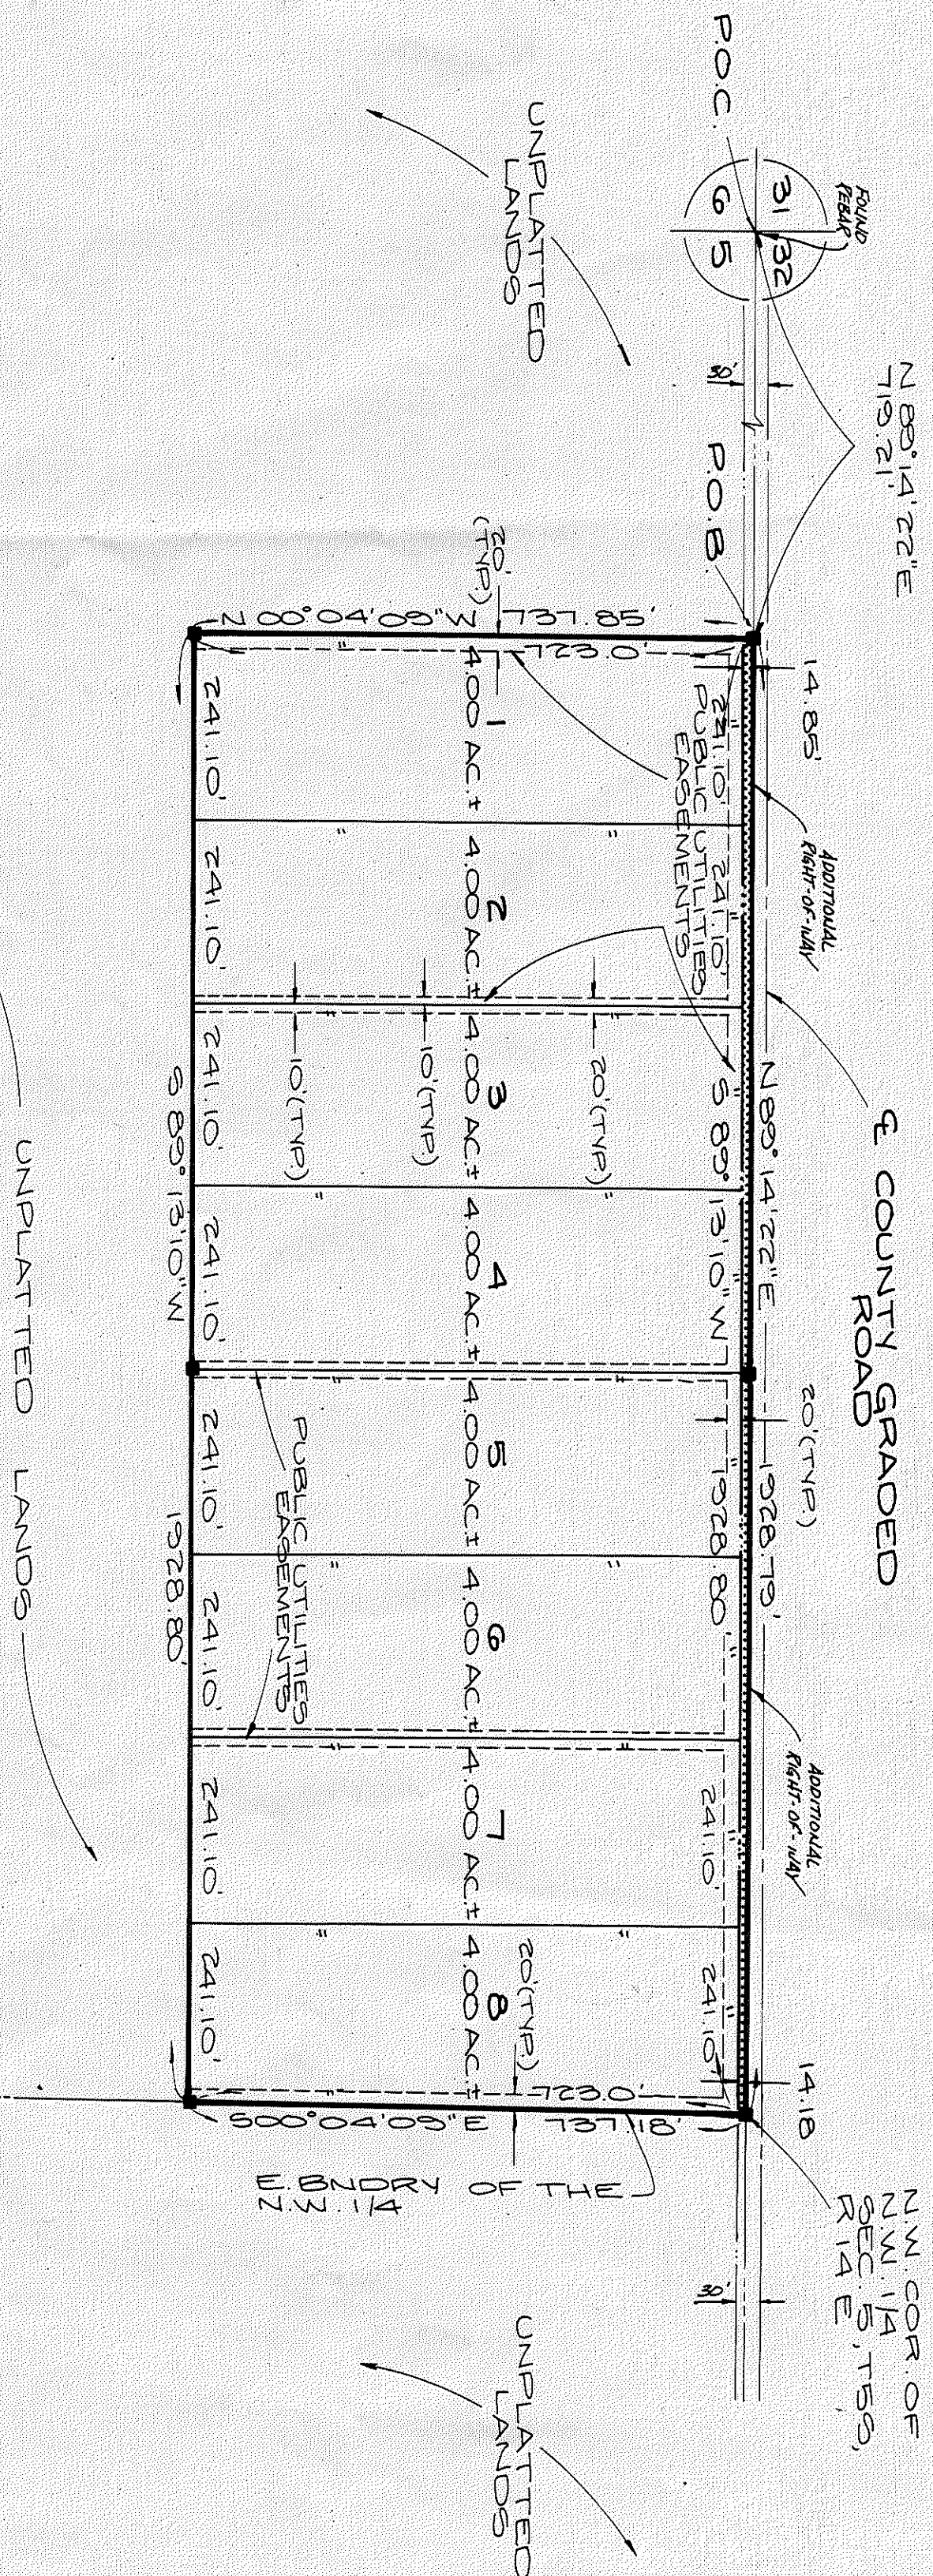 FOUND
REBAR
31 32
6 5
P.O.C.
N 89° 14' 22" E
719.21'
30'
P.O.B.
UNPLATTED
LANDS
14.85'
ADDITIONAL
RIGHT-OF-WAY
℄ COUNTY GRADED
ROAD
N 89° 14' 22" E 1928.79'
20'(TYP.)
ADDITIONAL
RIGHT-OF-WAY
14.18
N.W. COR. OF
N.W. 1/4
SEC. 5, T5S,
R 14 E
30'
241.10' 241.10' S 89° 13' 10" W 1928.80' 241.10' 241.10'
PUBLIC UTILITIES
EASEMENTS
20'
(TYP.)
N 00° 04' 09" W 737.85'
723.0'
1
4.00 AC.±
2
4.00 AC.±
3
4.00 AC.±
4
4.00 AC.±
5
4.00 AC.±
6
4.00 AC.±
7
4.00 AC.±
8
4.00 AC.±
20'(TYP)
10'(TYP)
10'(TYP)
20'(TYP.)
723.0'
S00°04'09"E 737.18'
E. BNDRY OF THE
N.W. 1/4
PUBLIC UTILITIES
EASEMENTS
241.10' 241.10' 241.10' 241.10' 241.10' 241.10' 241.10' 241.10'
S 89° 13' 10" W 1928.80'
UNPLATTED LANDS
UNPLATTED
LANDS